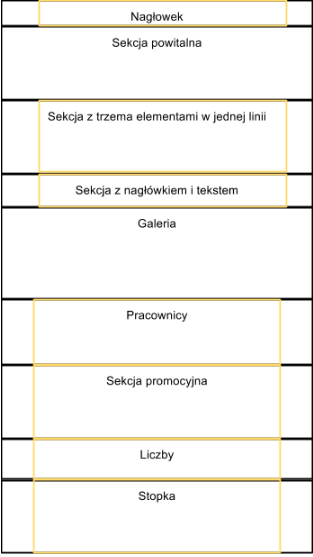 Nagłowek
Sekcja powitalna
Sekcja z trzema elementami w jednej linii
Sekcja z nagłówkiem i tekstem
Galeria
Pracownicy
Sekcja promocyjna
Liczby
Stopka